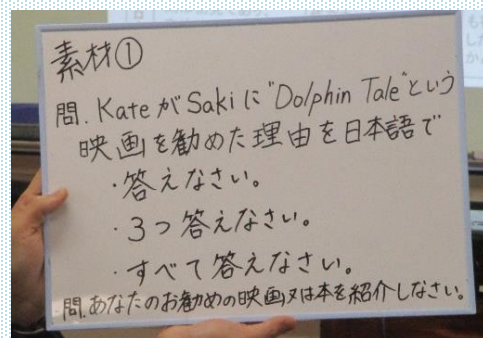 素材①
問. KateがSakiに"Dolphin Tale"という
映画を勧めた理由を日本語で
・答えなさい。
・3つ答えなさい。
・すべて答えなさい。
・問.あなたのお勧めの映画又は本を紹介しなさい。